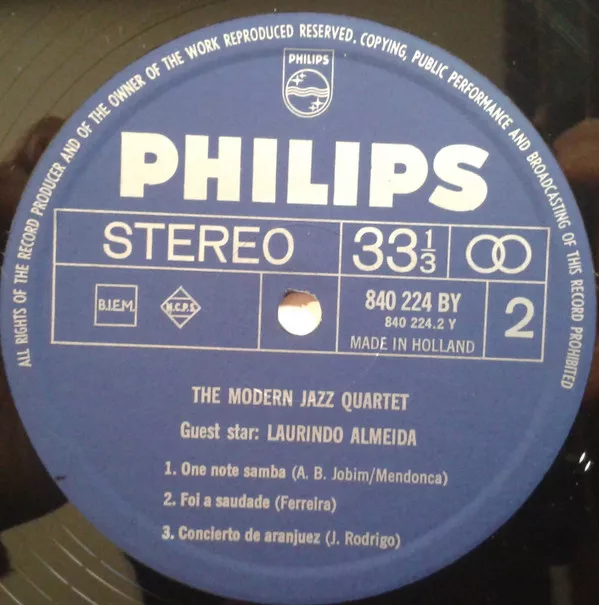 ALL RIGHTS OF THE RECORD PRODUCER AND OF THE OWNER OF THE WORK REPRODUCED RESERVED. COPYING, PUBLIC PERFORMANCE AND BROADCASTING OF THIS RECORD PROHIBITED
PHILIPS
PHILIPS
STEREO
33 1/3
B.I.E.M.
M.C.P.S.
840 224 BY
840 224.2 Y
MADE IN HOLLAND
2
THE MODERN JAZZ QUARTET
Guest star: LAURINDO ALMEIDA
1. One note samba (A. B. Jobim/Mendonca)
2. Foi a saudade (Ferreira)
3. Concierto de aranjuez (J. Rodrigo)